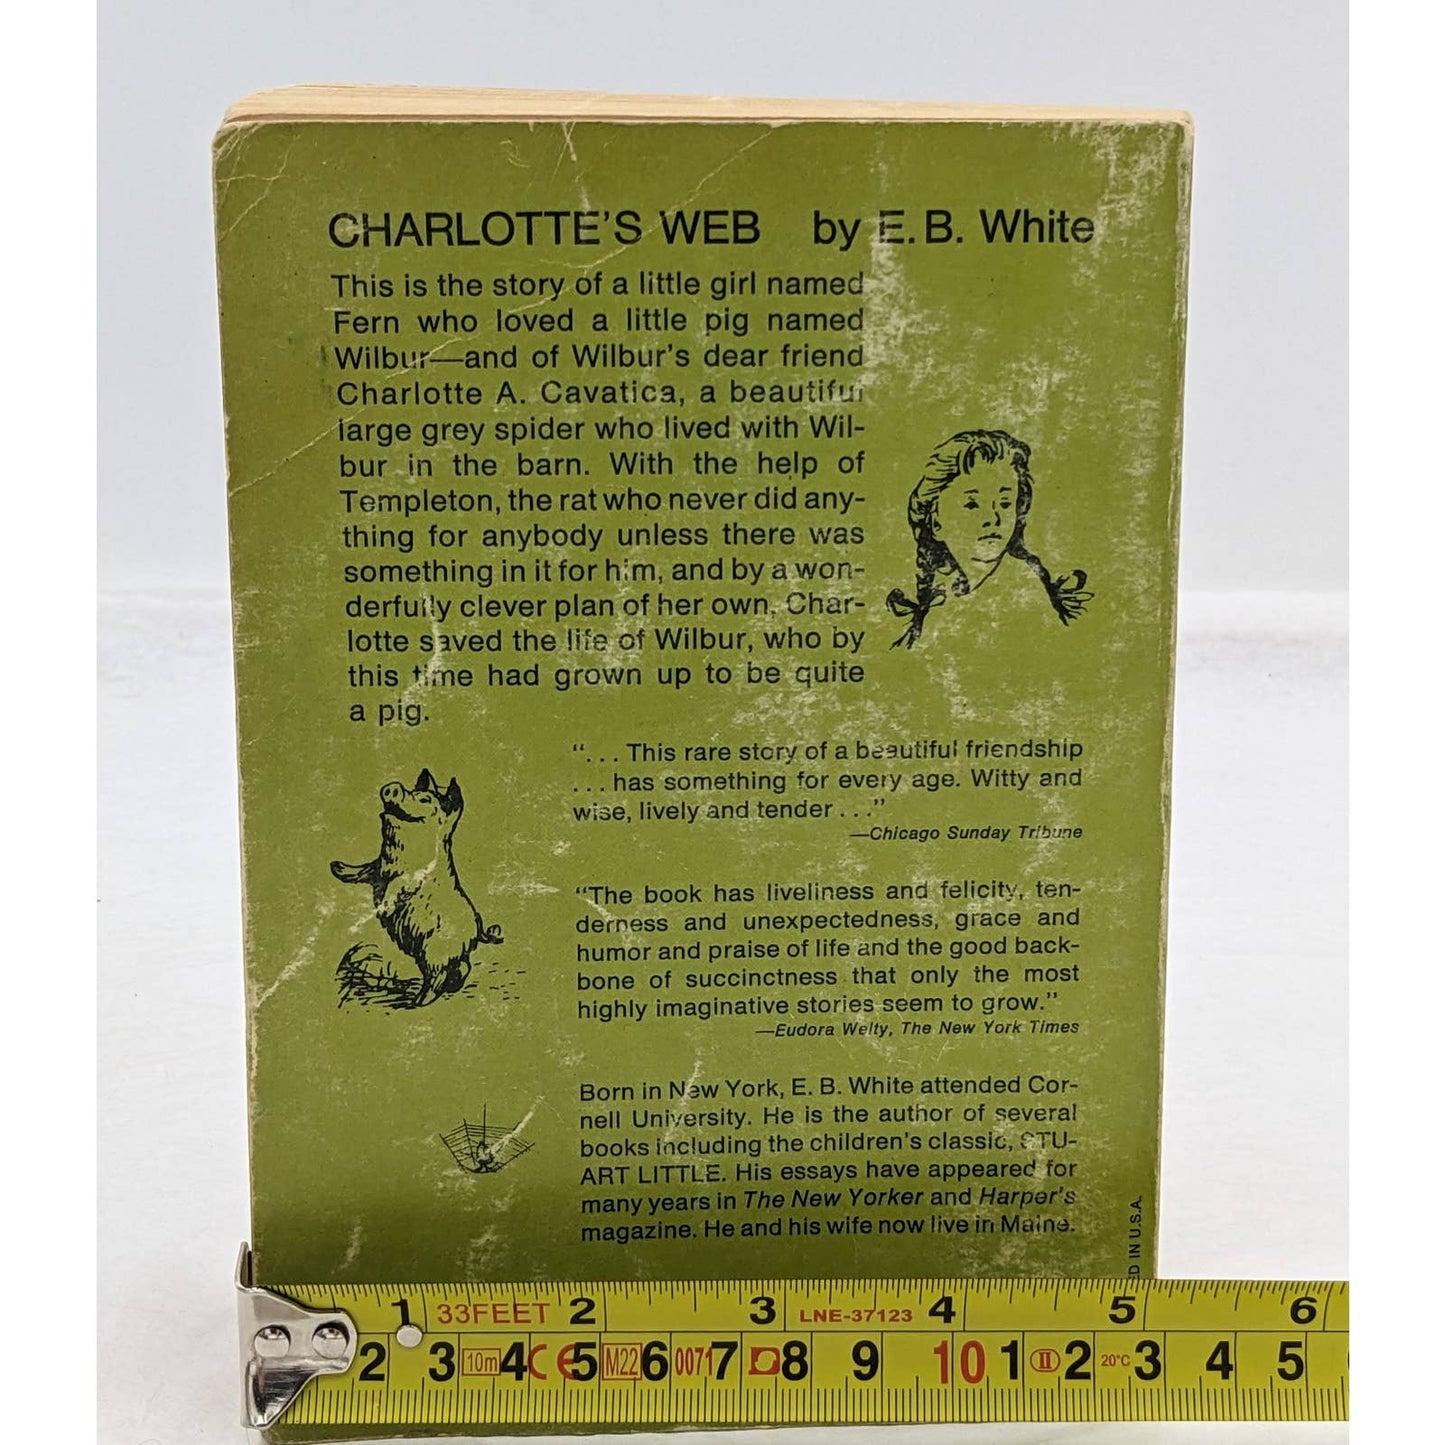 CHARLOTTE'S WEB by E. B. White
This is the story of a little girl named
Fern who loved a little pig named
Wilbur—and of Wilbur's dear friend
Charlotte A. Cavatica, a beautiful
large grey spider who lived with Wil-
bur in the barn. With the help of
Templeton, the rat who never did any-
thing for anybody unless there was
something in it for him, and by a won-
derfully clever plan of her own, Char-
lotte saved the life of Wilbur, who by
this time had grown up to be quite
a pig.
“... This rare story of a beautiful friendship
... has something for every age. Witty and
wise, lively and tender ...”
—Chicago Sunday Tribune
“The book has liveliness and felicity, ten-
derness and unexpectedness, grace and
humor and praise of life and the good back-
bone of succinctness that only the most
highly imaginative stories seem to grow.”
—Eudora Welty, The New York Times
Born in New York, E. B. White attended Cor-
nell University. He is the author of several
books including the children's classic, STU-
ART LITTLE. His essays have appeared for
many years in The New Yorker and Harper's
magazine. He and his wife now live in Maine.
ED IN U.S.A.
1 33FEET 2 3 LNE-37123 4 5 6
2 3 10m 4 CE 5 M22 6 0071 7 8 9 10 1 II 2 20°C 3 4 5